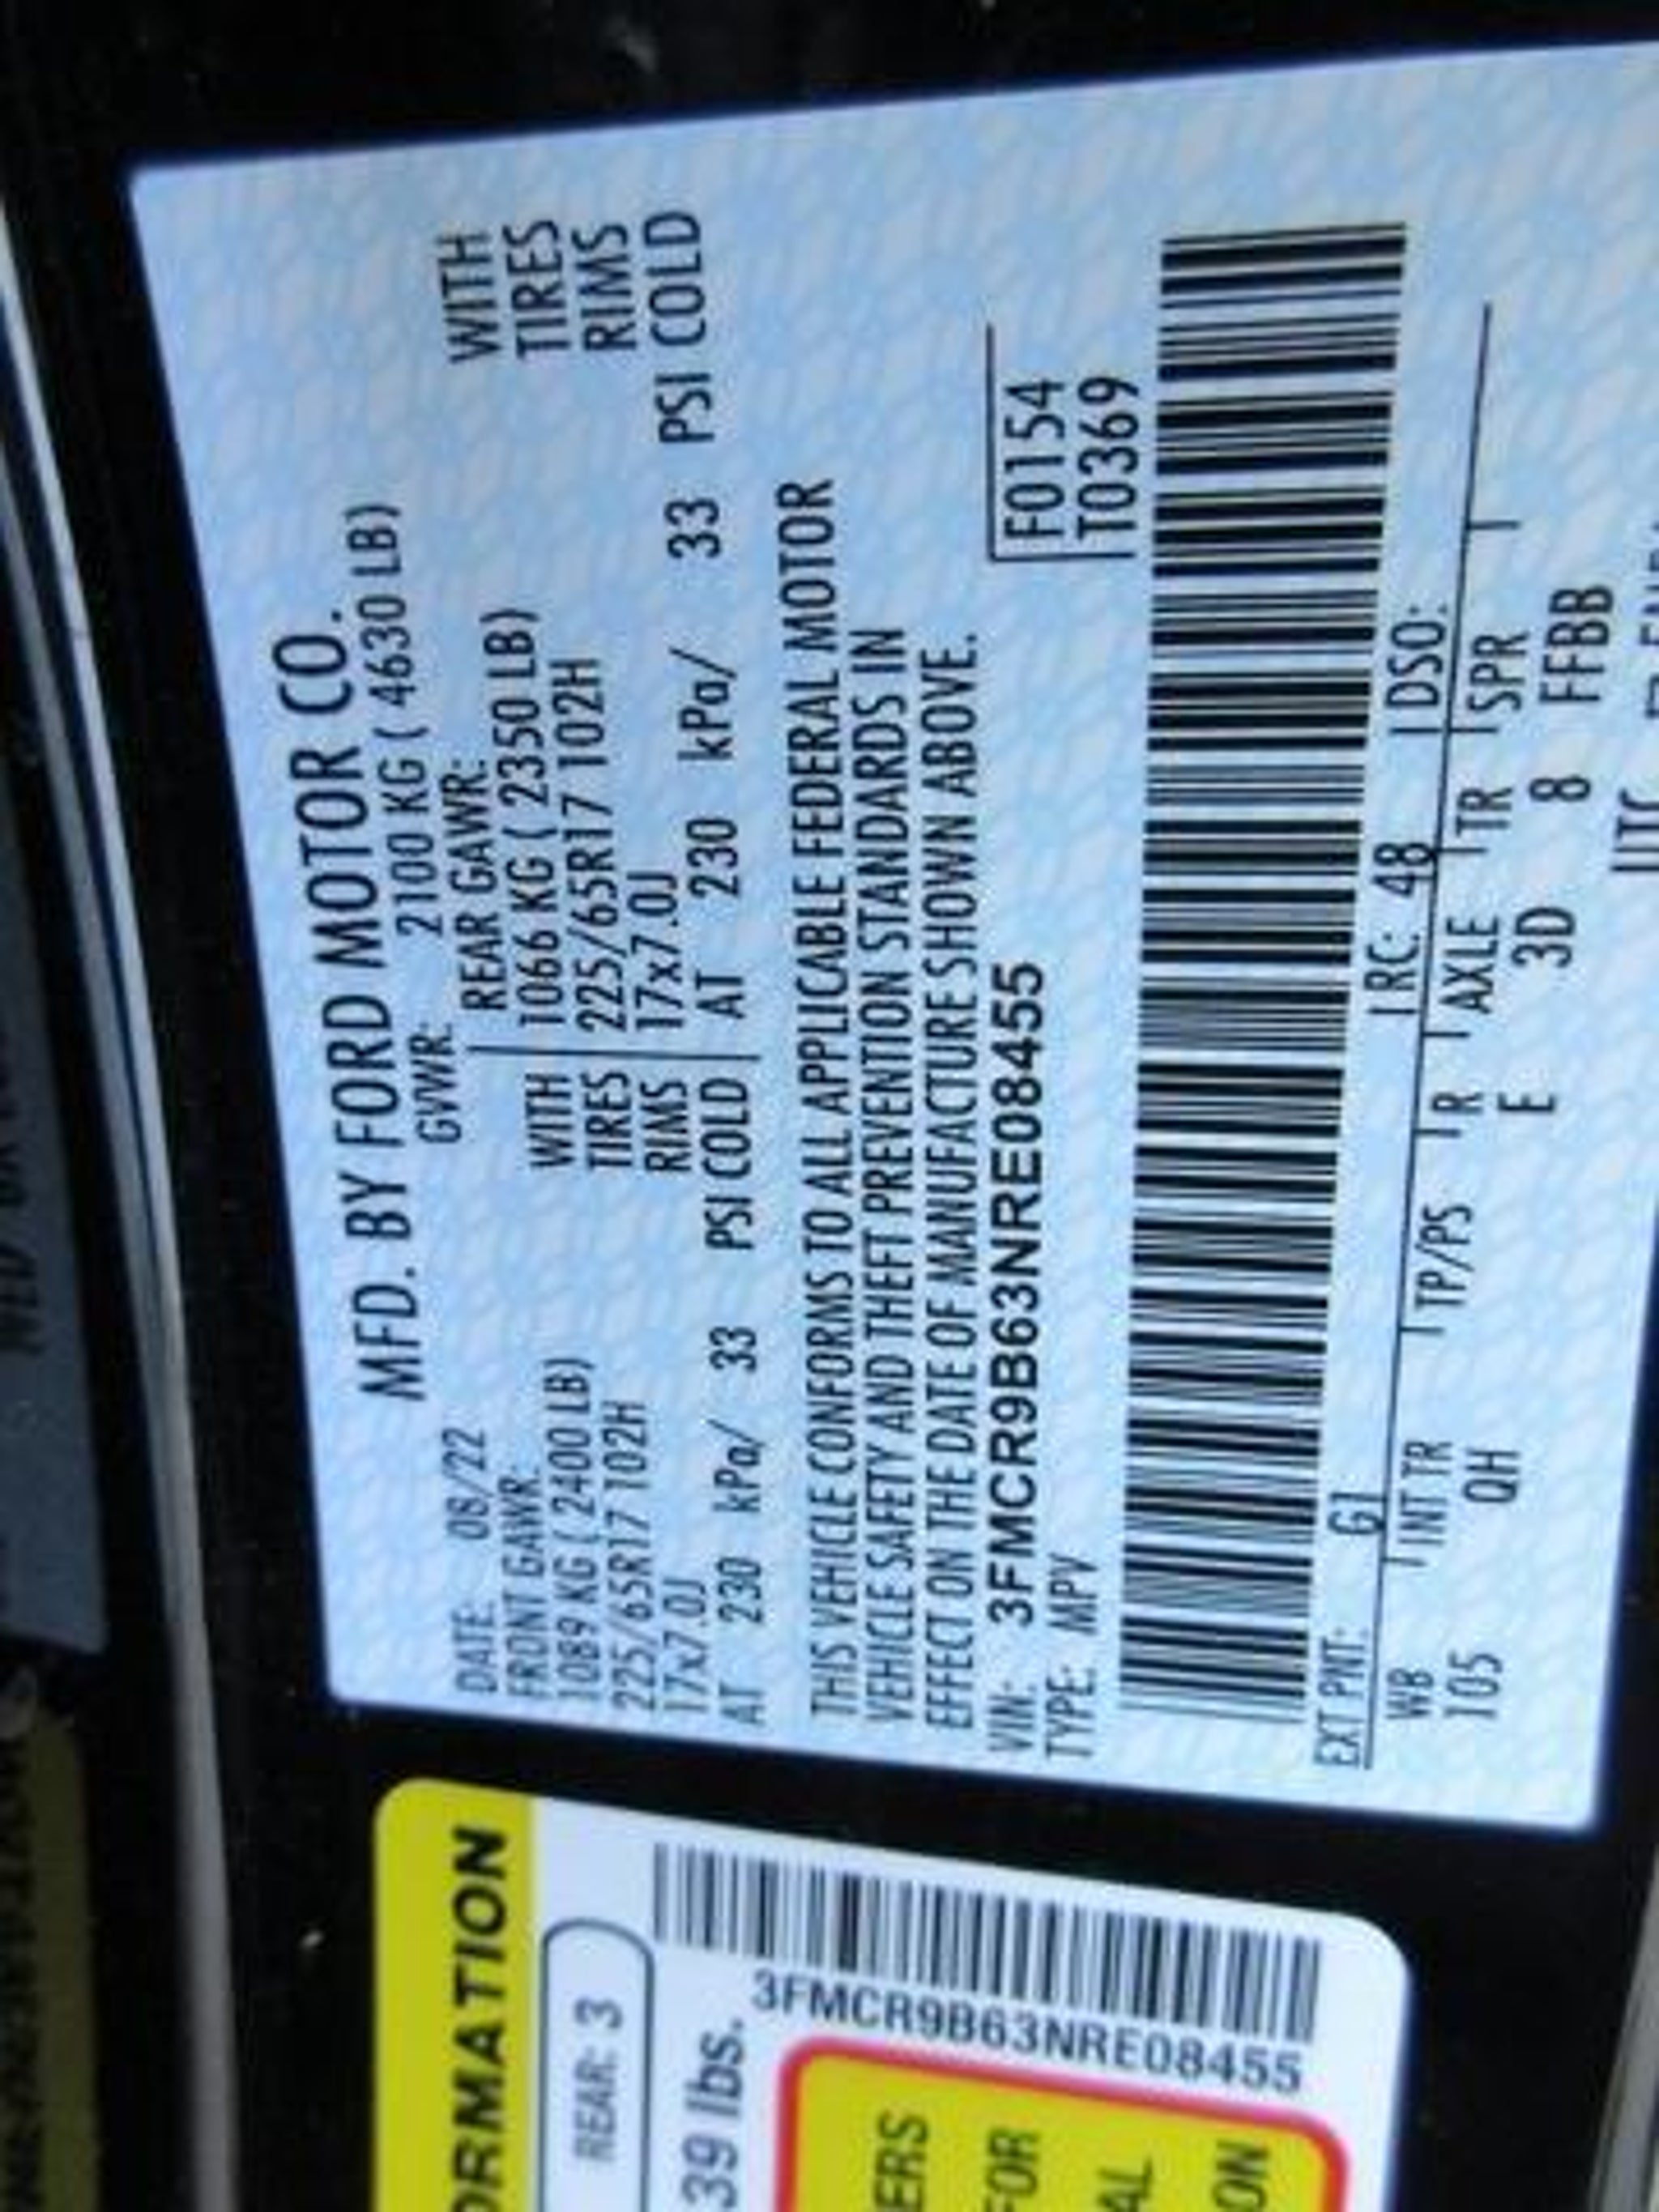 MFD. BY FORD MOTOR CO.
DATE: 08/22 GVWR: 2100 KG ( 4630 LB)
FRONT GAWR: REAR GAWR:
1089 KG ( 2400 LB) WITH 1066 KG ( 2350 LB) WITH
225/65R17 102H TIRES 225/65R17 102H TIRES
17x7.0J RIMS 17x7.0J RIMS
AT 230 kPa/ 33 PSI COLD AT 230 kPa/ 33 PSI COLD
THIS VEHICLE CONFORMS TO ALL APPLICABLE FEDERAL MOTOR
VEHICLE SAFETY AND THEFT PREVENTION STANDARDS IN
EFFECT ON THE DATE OF MANUFACTURE SHOWN ABOVE.
VIN: 3FMCR9B63NRE08455 F0154
TYPE: MPV T0369
EXT PNT: G1 RC: 48 DSO:
WB INT TR TP/PS R AXLE TR SPR
105 QH E 3D 8 FFBB
UTC
ORMATION
REAR: 3
39 lbs.
3FMCR9B63NRE08455
ERS
FOR
AL
ON